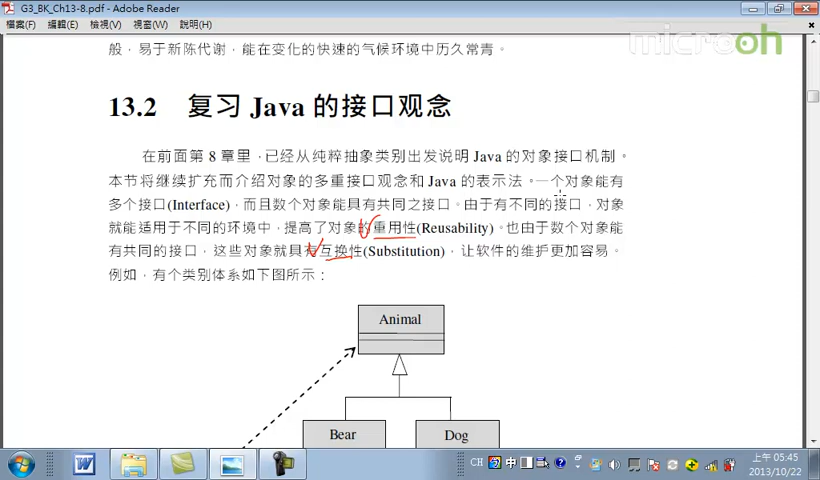 G3_BK_Ch13-8.pdf - Adobe Reader
檔案(F) 編輯(E) 檢視(V) 視窗(W) 說明(H)
microoh
般，易于新陈代谢，能在变化的快速的气候环境中历久常青。
13.2 复习 Java 的接口观念
在前面第 8 章里，已经从纯粹抽象类别出发说明 Java 的对象接口机制。
本节将继续扩充而介绍对象的多重接口观念和 Java 的表示法。一个对象能有
多个接口(Interface)，而且数个对象能具有共同之接口。由于有不同的接口，对象
就能适用于不同的环境中，提高了对象的重用性(Reusability)。也由于数个对象能
有共同的接口，这些对象就具有互换性(Substitution)，让软件的维护更加容易。
例如，有个类别体系如下图所示：
Animal
Bear Dog
CH 中
上午 05:45
2013/10/22